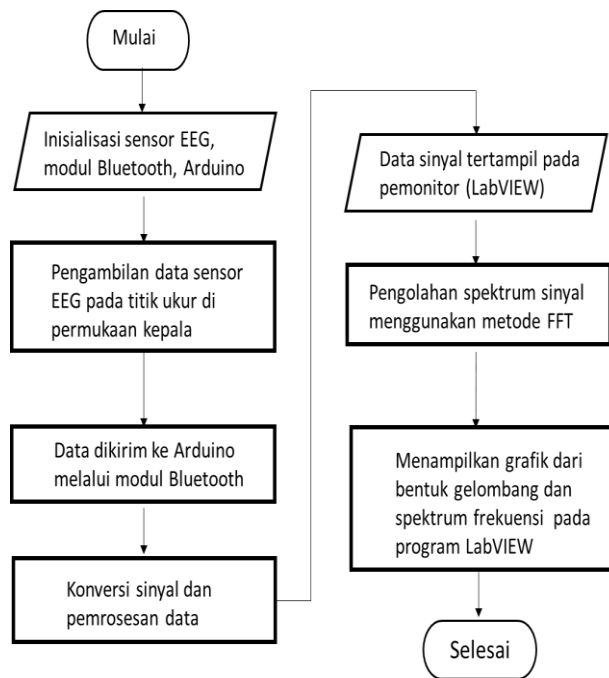 Mulai
Inisialisasi sensor EEG,
modul Bluetooth, Arduino
Pengambilan data sensor
EEG pada titik ukur di
permukaan kepala
Data dikirim ke Arduino
melalui modul Bluetooth
Konversi sinyal dan
pemrosesan data
Data sinyal tertampil pada
pemonitor (LabVIEW)
Pengolahan spektrum sinyal
menggunakan metode FFT
Menampilkan grafik dari
bentuk gelombang dan
spektrum frekuensi pada
program LabVIEW
Selesai